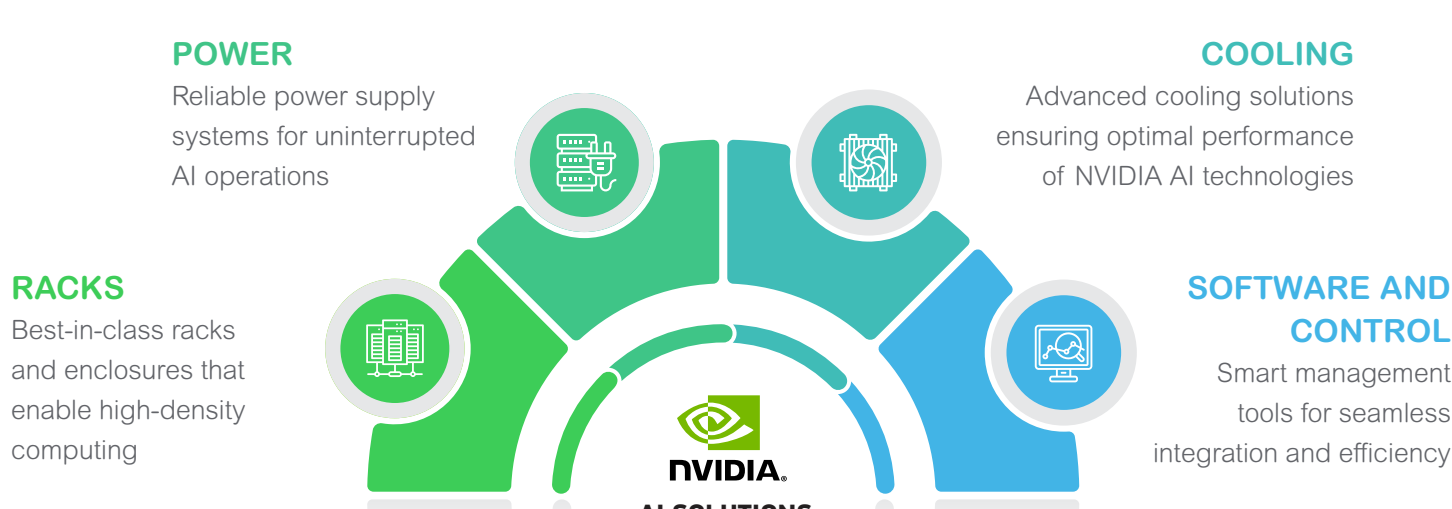 POWER
Reliable power supply
systems for uninterrupted
AI operations
COOLING
Advanced cooling solutions
ensuring optimal performance
of NVIDIA AI technologies
RACKS
Best-in-class racks
and enclosures that
enable high-density
computing
SOFTWARE AND
CONTROL
Smart management
tools for seamless
integration and efficiency
NVIDIA.
AI SOLUTIONS